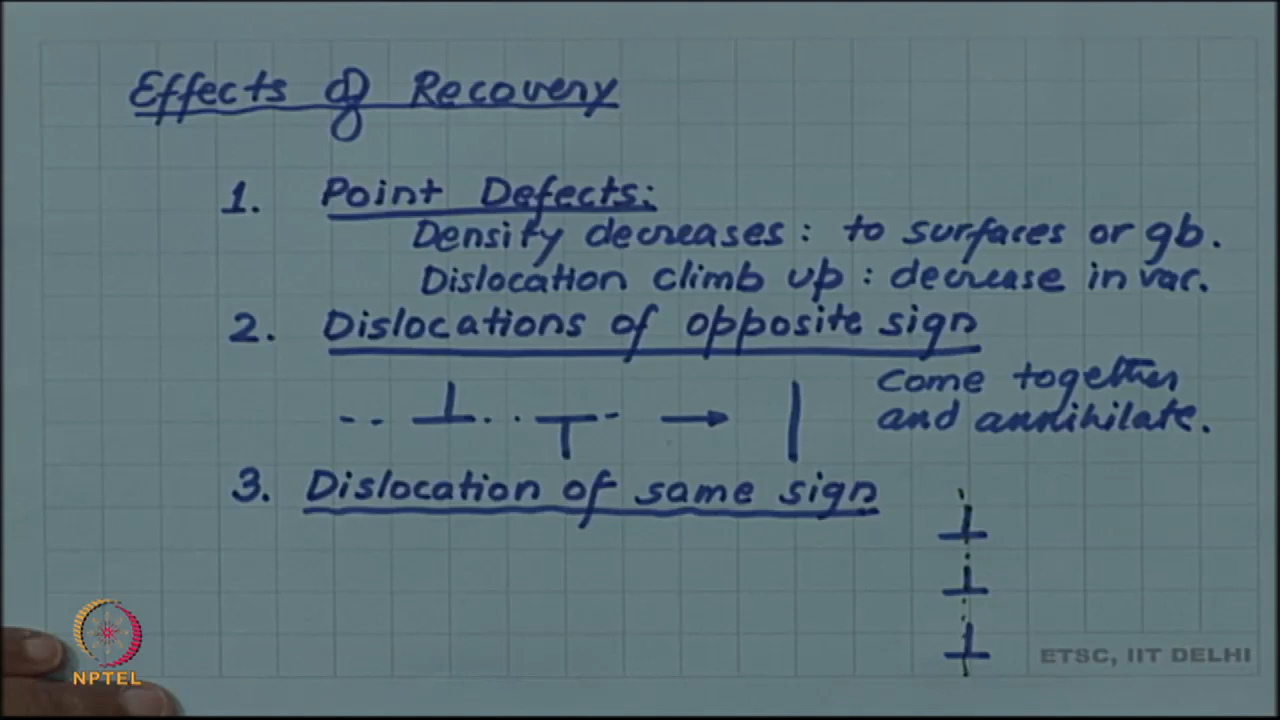 Effects of Recovery
1. Point Defects:
Density decreases: to surfaces or gb.
Dislocation climb up : decrease in vac.
2. Dislocations of opposite sign
Come together
and annihilate.
3. Dislocation of same sign
NPTEL
ETSC, IIT DELHI